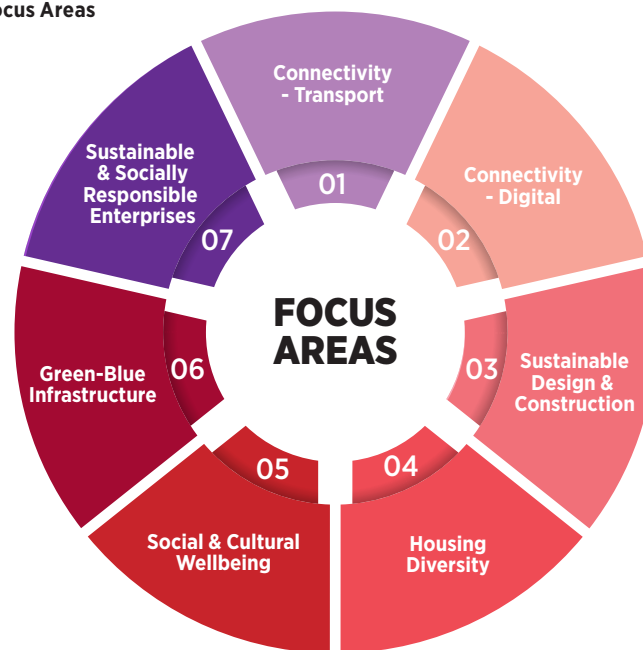 ocus Areas
Connectivity
- Transport
01
Connectivity
- Digital
02
Sustainable
Design &
Construction
03
Housing
Diversity
04
Social & Cultural
Wellbeing
05
Green-Blue
Infrastructure
06
Sustainable
& Socially
Responsible
Enterprises
07
FOCUS
AREAS